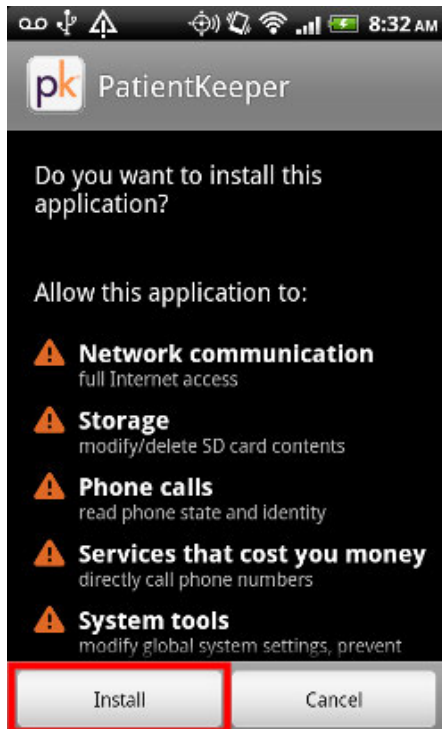 8:32 AM
pk PatientKeeper
Do you want to install this
application?
Allow this application to:
Network communication
full Internet access
Storage
modify/delete SD card contents
Phone calls
read phone state and identity
Services that cost you money
directly call phone numbers
System tools
modify global system settings, prevent
Install Cancel